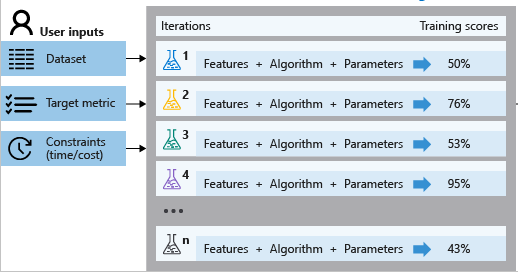 User inputs
Dataset
Target metric
Constraints
(time/cost)
Iterations Training scores
1 Features + Algorithm + Parameters 50%
2 Features + Algorithm + Parameters 76%
3 Features + Algorithm + Parameters 53%
4 Features + Algorithm + Parameters 95%
•••
n Features + Algorithm + Parameters 43%